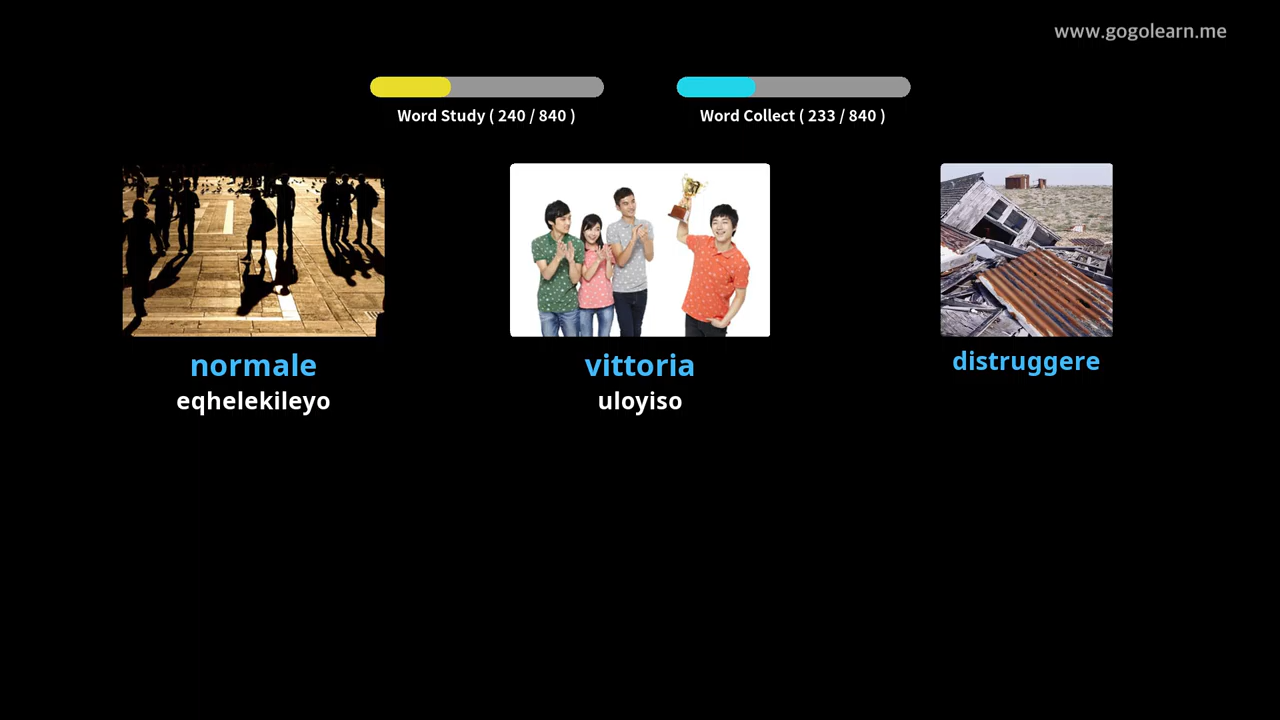 www.gogolearn.me
Word Study ( 240 / 840 )
Word Collect ( 233 / 840 )
normale
eqhelekileyo
vittoria
uloyiso
distruggere